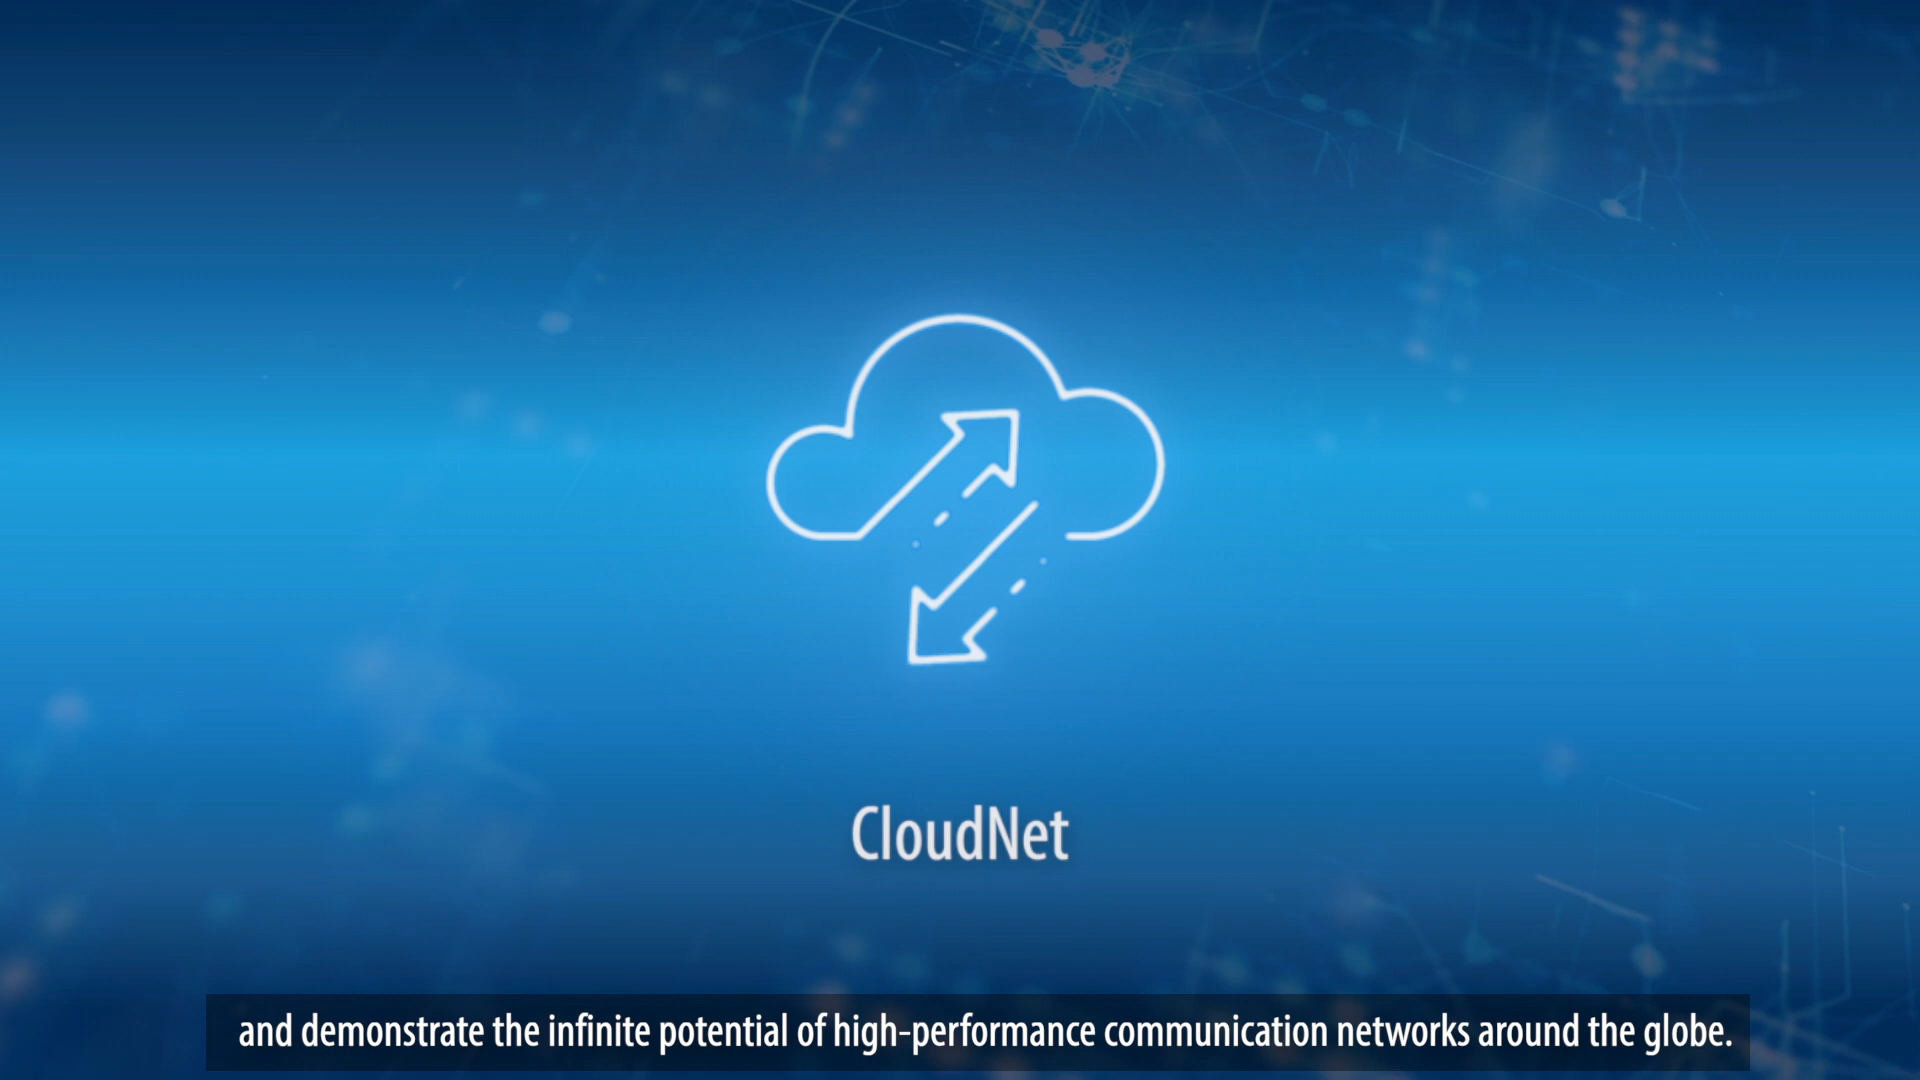 CloudNet
and demonstrate the infinite potential of high-performance communication networks around the globe.